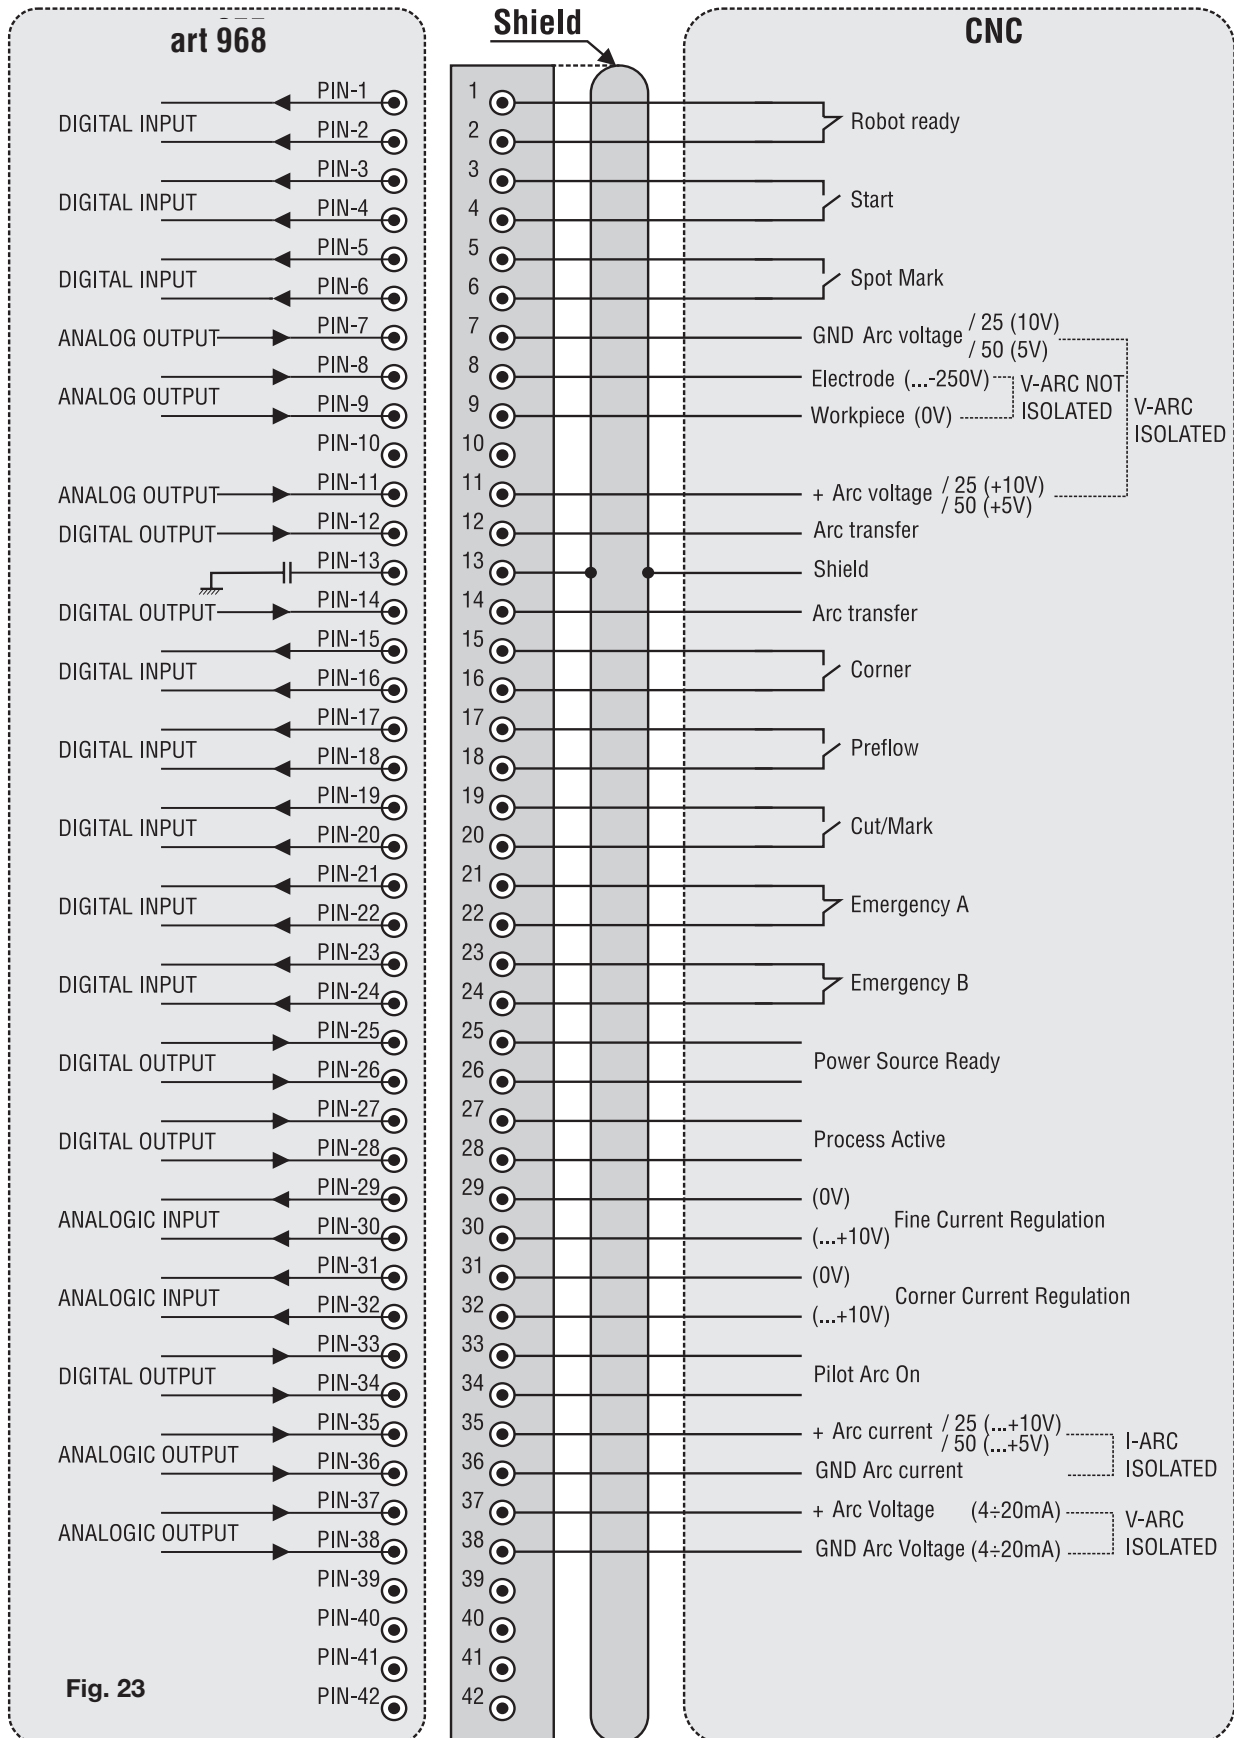 Shield
art 968
CNC
PIN-1 1
DIGITAL INPUT Robot ready
PIN-2 2
PIN-3 3
DIGITAL INPUT Start
PIN-4 4
PIN-5 5
DIGITAL INPUT Spot Mark
PIN-6 6
ANALOG OUTPUT PIN-7 7 GND Arc voltage / 25 (10V)
/ 50 (5V)
PIN-8 8 Electrode (...-250V) V-ARC NOT
ANALOG OUTPUT ISOLATED
PIN-9 9 Workpiece (0V)
V-ARC
ISOLATED
PIN-10 10
ANALOG OUTPUT PIN-11 11 + Arc voltage / 25 (+10V)
/ 50 (+5V)
DIGITAL OUTPUT PIN-12 12 Arc transfer
PIN-13 13 Shield
DIGITAL OUTPUT PIN-14 14 Arc transfer
PIN-15 15
DIGITAL INPUT Corner
PIN-16 16
PIN-17 17
DIGITAL INPUT Preflow
PIN-18 18
PIN-19 19
DIGITAL INPUT Cut/Mark
PIN-20 20
PIN-21 21
DIGITAL INPUT Emergency A
PIN-22 22
PIN-23 23
DIGITAL INPUT Emergency B
PIN-24 24
PIN-25 25
DIGITAL OUTPUT Power Source Ready
PIN-26 26
PIN-27 27
DIGITAL OUTPUT Process Active
PIN-28 28
PIN-29 29 (0V)
ANALOGIC INPUT Fine Current Regulation
PIN-30 30 (...+10V)
PIN-31 31 (0V)
ANALOGIC INPUT Corner Current Regulation
PIN-32 32 (...+10V)
PIN-33 33
DIGITAL OUTPUT Pilot Arc On
PIN-34 34
PIN-35 35 + Arc current / 25 (...+10V)
/ 50 (...+5V)
ANALOGIC OUTPUT I-ARC
ISOLATED
PIN-36 36 GND Arc current
PIN-37 37 + Arc Voltage (4÷20mA)
ANALOGIC OUTPUT V-ARC
ISOLATED
PIN-38 38 GND Arc Voltage (4÷20mA)
PIN-39 39
PIN-40 40
PIN-41 41
Fig. 23
PIN-42 42